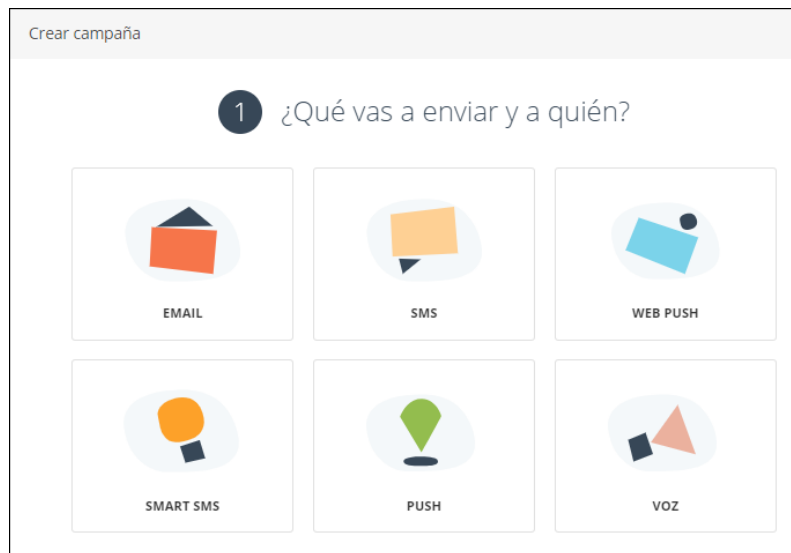 Crear campaña
1 ¿Qué vas a enviar y a quién?
EMAIL
SMS
WEB PUSH
SMART SMS
PUSH
VOZ